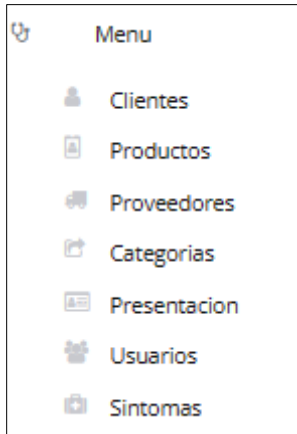 Menu
Clientes
Productos
Proveedores
Categorias
Presentacion
Usuarios
Sintomas